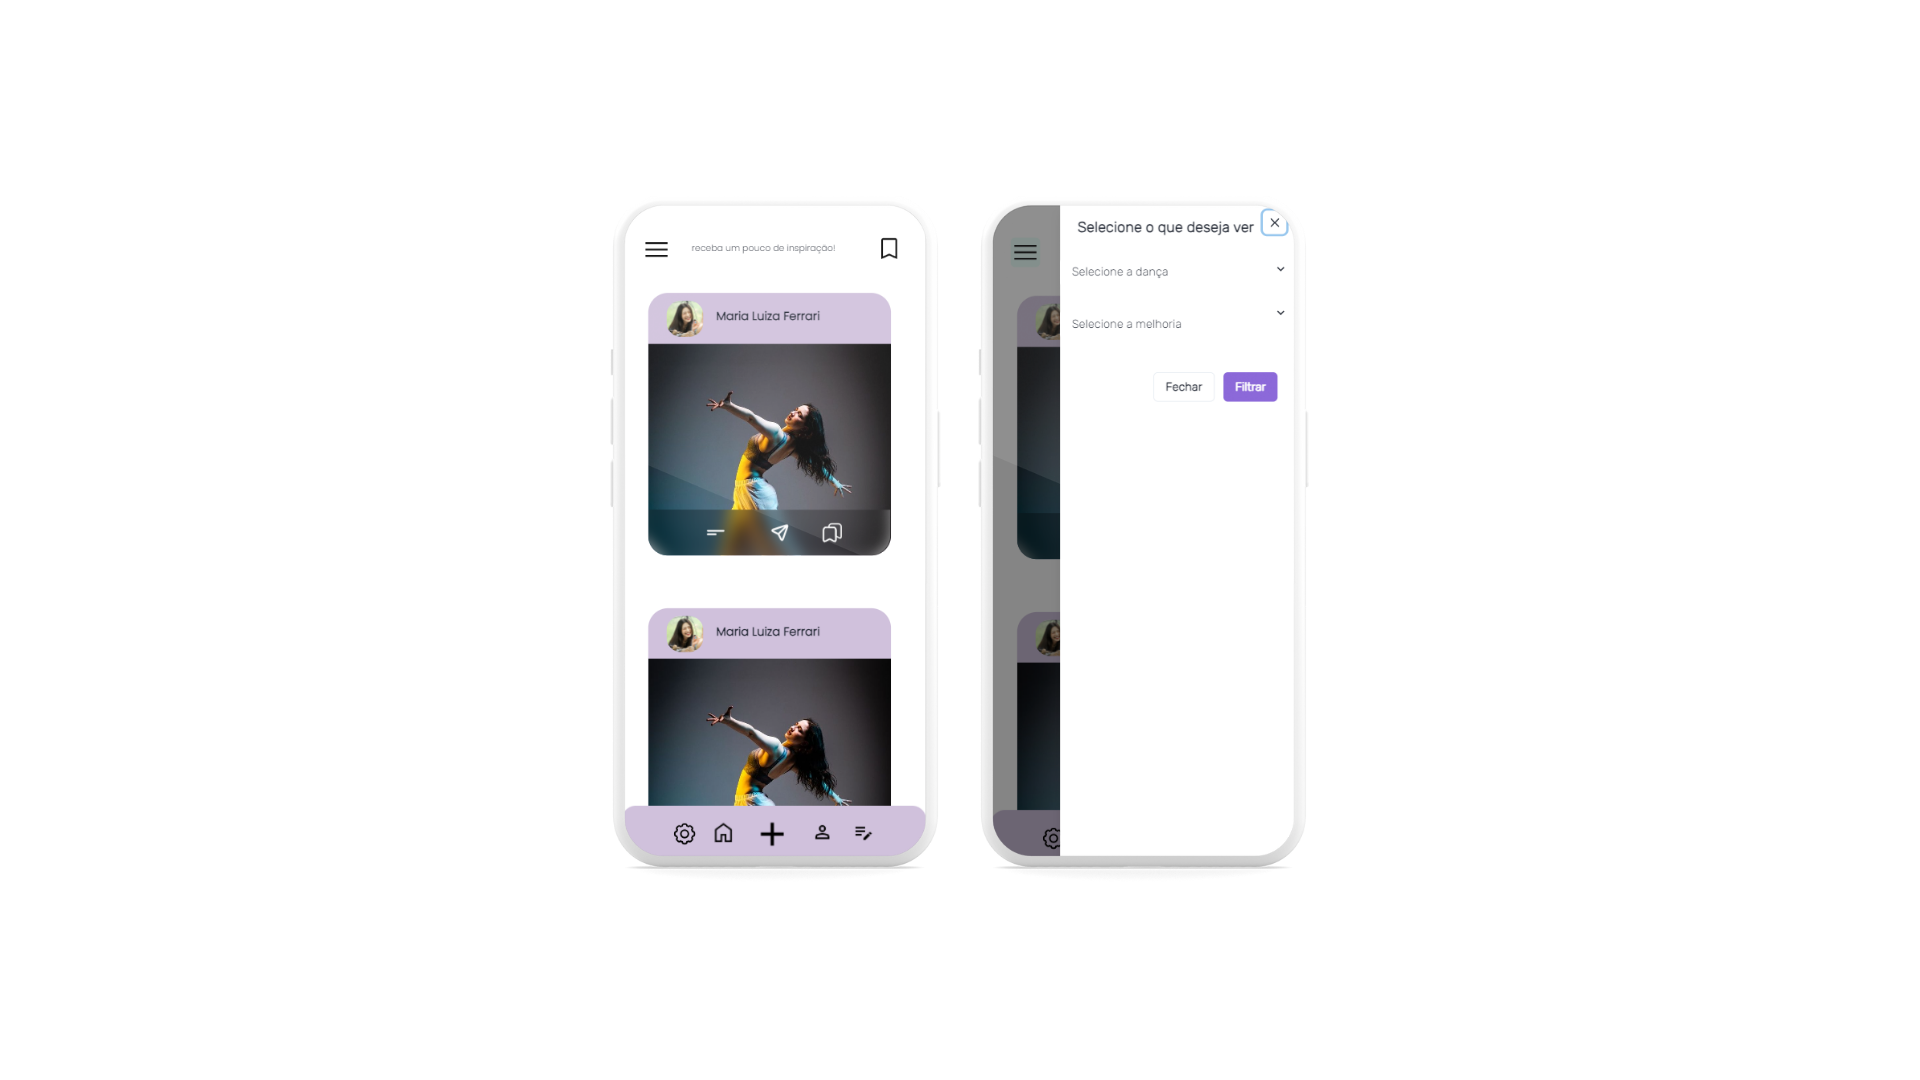 receba um pouco de inspiração!
Maria Luiza Ferrari
Maria Luiza Ferrari
Selecione o que deseja ver
Selecione a dança
Selecione a melhoria
Fechar
Filtrar